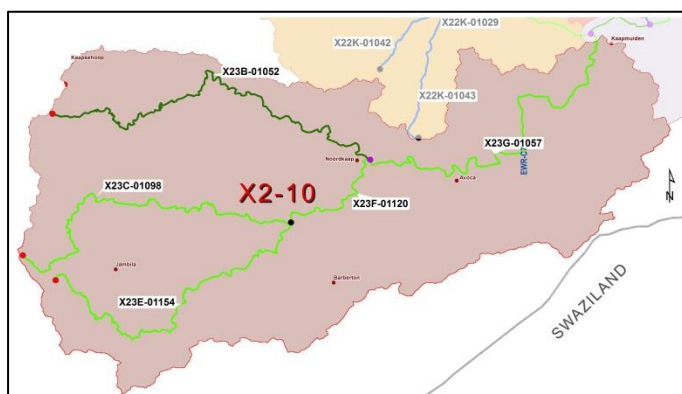 X22K-01029
X22K-01042
Kaapmuiden
Kaapsehoop
X23B-01052
X22K-01043
X23G-01057
Noordkaap
EWR-C7
Avoca
X23C-01098
X2-10
X23F-01120
N
Jambila
Barberton
X23E-01154
SWAZILAND